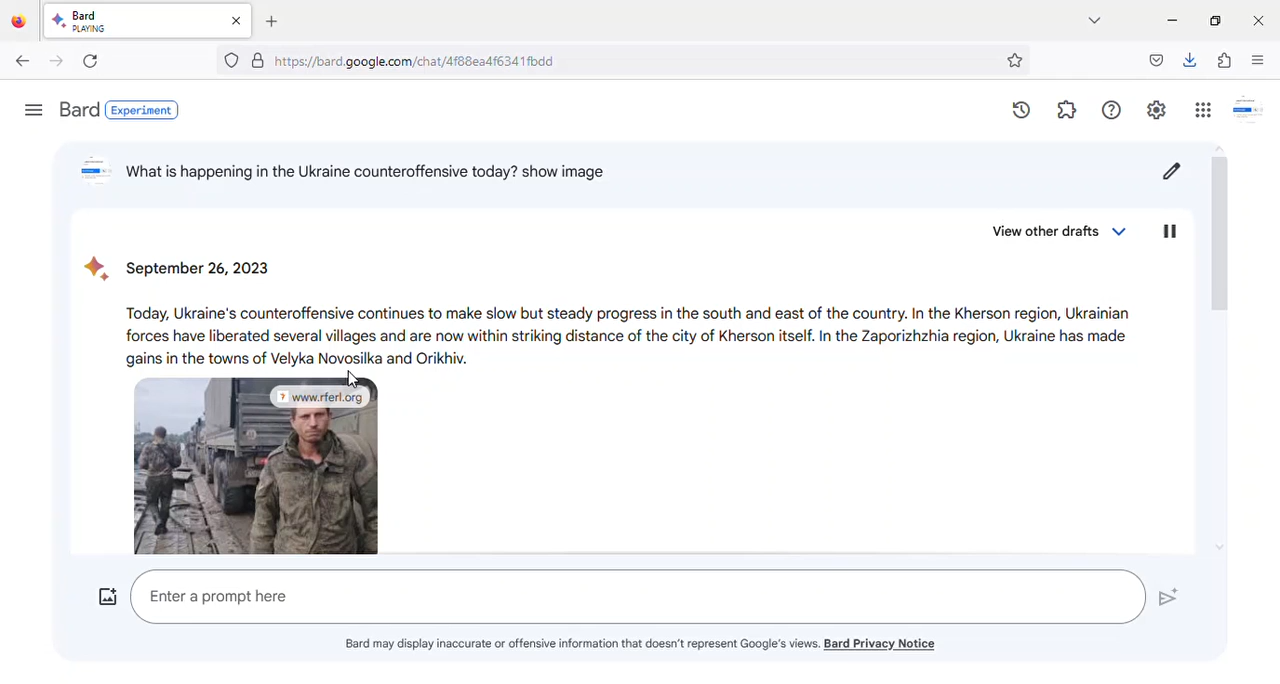 Bard
PLAYING
https://bard.google.com/chat/4f88ea4f6341fbdd
Bard Experiment
What is happening in the Ukraine counteroffensive today? show image
View other drafts
September 26, 2023
Today, Ukraine's counteroffensive continues to make slow but steady progress in the south and east of the country. In the Kherson region, Ukrainian
forces have liberated several villages and are now within striking distance of the city of Kherson itself. In the Zaporizhzhia region, Ukraine has made
gains in the towns of Velyka Novosilka and Orikhiv.
www.rferl.org
Enter a prompt here
Bard may display inaccurate or offensive information that doesn't represent Google's views. Bard Privacy Notice